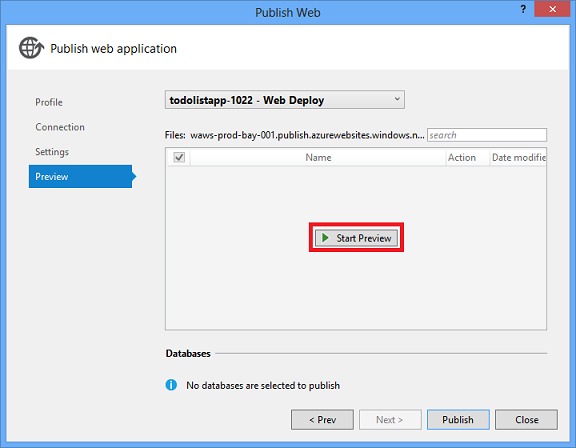 Publish Web
?
Publish web application
Profile
Connection
Settings
Preview
todolistapp-1022 - Web Deploy
Files: waws-prod-bay-001.publish.azurewebsites.windows.n... search
Name Action Date modifie
Start Preview
Databases
No databases are selected to publish
< Prev Next > Publish Close